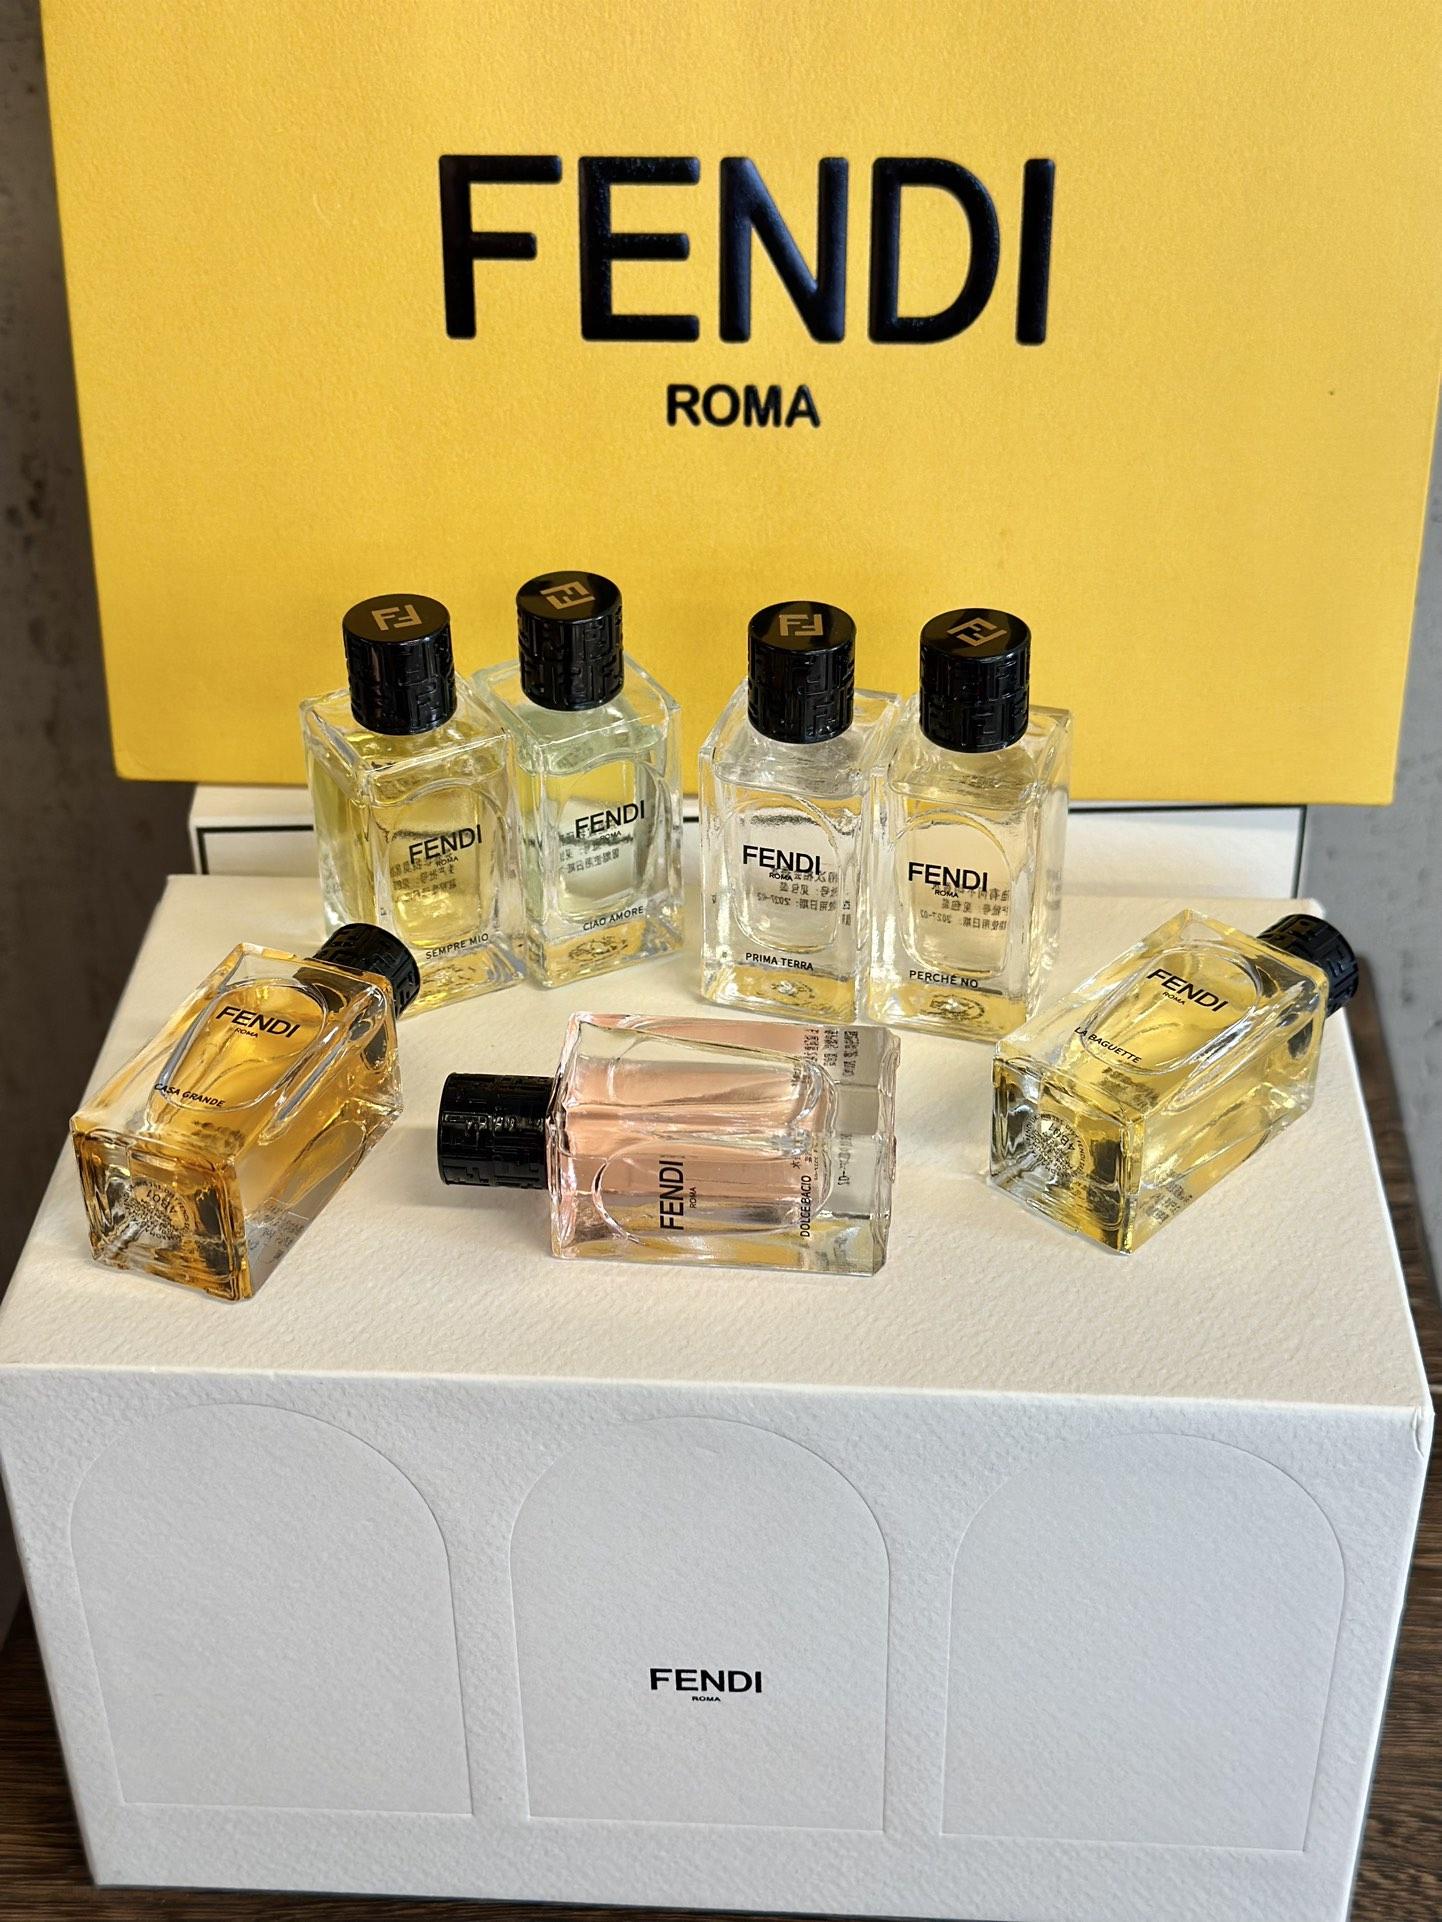 FENDI
ROMA
FENDI
ROMA
SEMPRE MIO
FENDI
ROMA
CIAO AMORE
FENDI
ROMA
PRIMA TERRA
FENDI
ROMA
PERCHÉ NO
FENDI
ROMA
CASA GRANDE
FENDI
ROMA
DOLCE BACIO
FENDI
ROMA
LA BAGUETTE
FENDI
ROMA